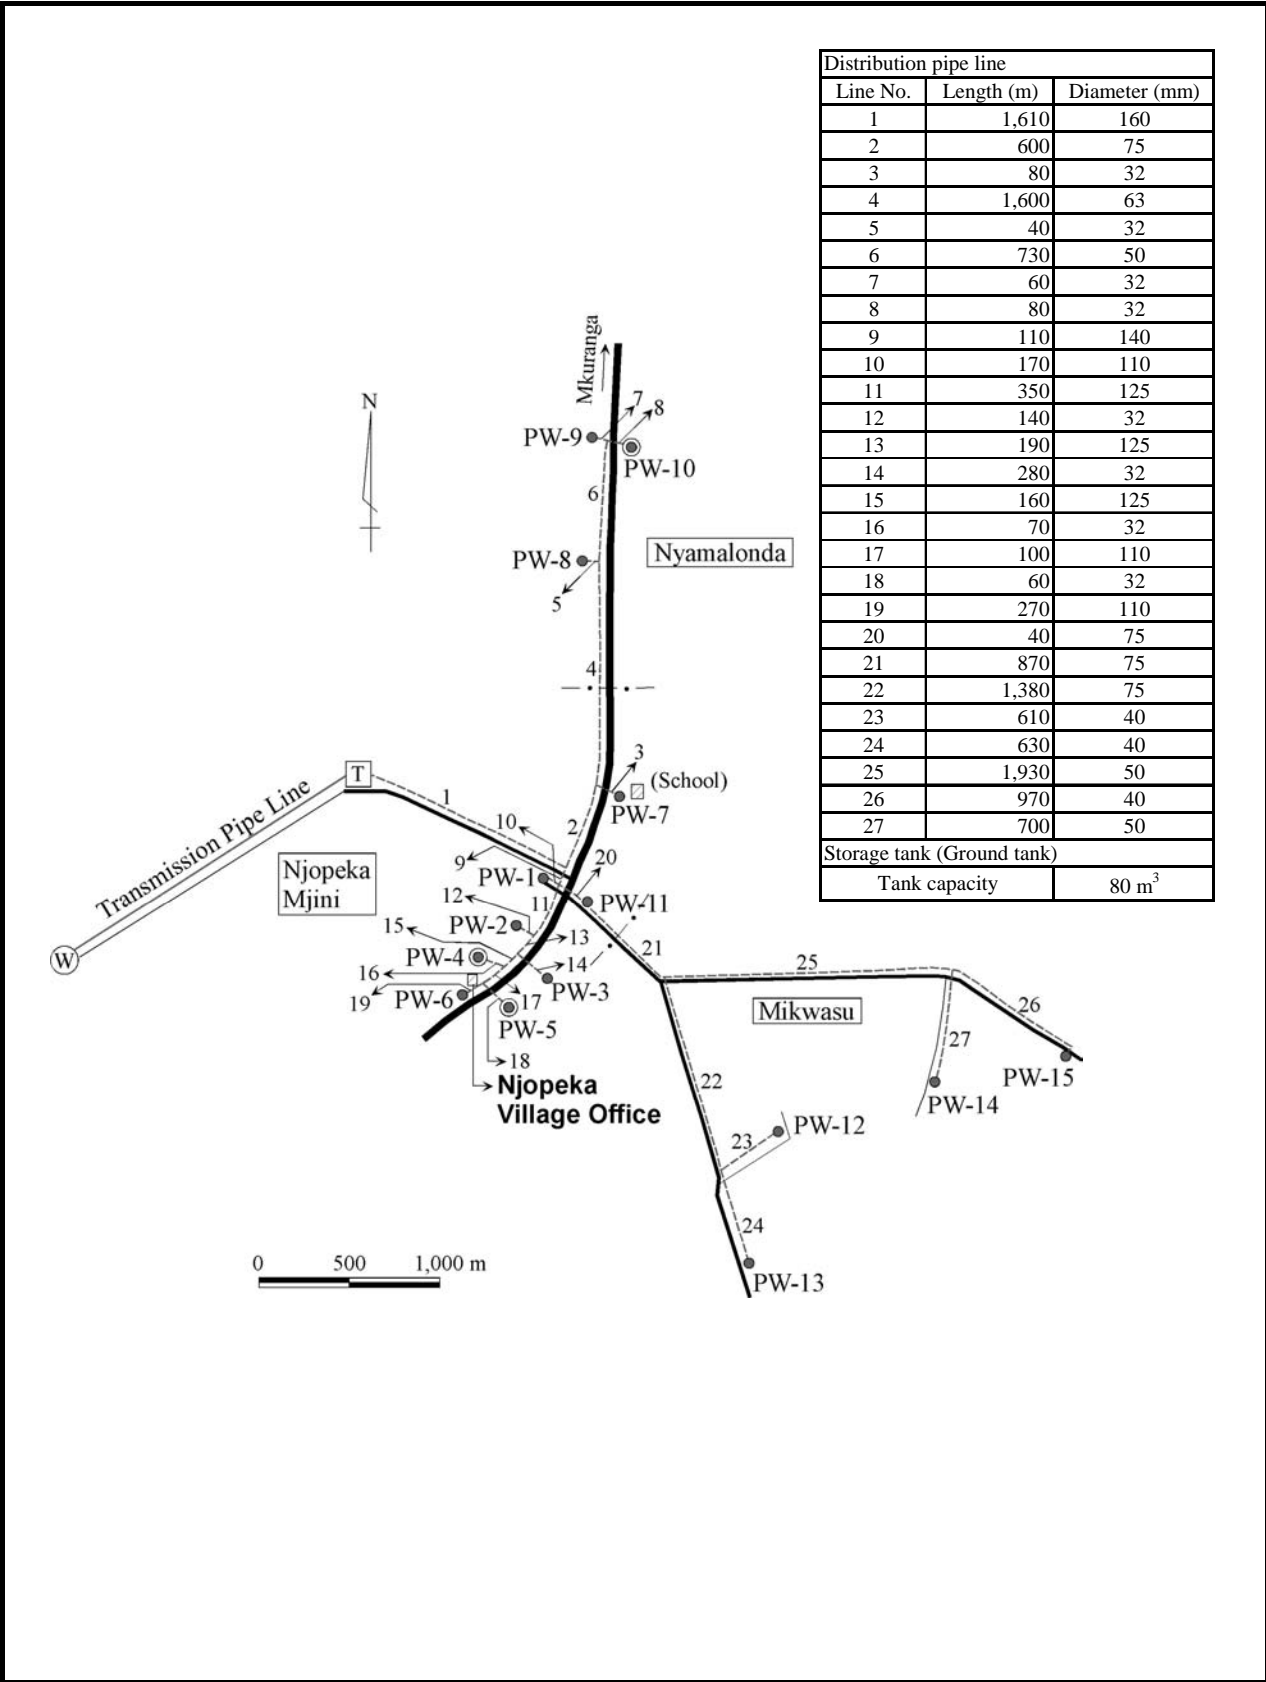 Distribution pipe line
Line No. Length (m) Diameter (mm)
1 1,610 160
2 600 75
3 80 32
4 1,600 63
5 40 32
6 730 50
7 60 32
8 80 32
9 110 140
10 170 110
11 350 125
12 140 32
13 190 125
14 280 32
15 160 125
16 70 32
17 100 110
18 60 32
19 270 110
20 40 75
21 870 75
22 1,380 75
23 610 40
24 630 40
25 1,930 50
26 970 40
27 700 50
Storage tank (Ground tank)
Tank capacity 80 m³
Mkuranga
N
7
8
PW-9
PW-10
6
Nyamalonda
PW-8
5
4
3
(School)
PW-7
T
1
Transmission Pipe Line
W
10
2
9
20
Njopeka
Mjini
PW-1
PW-11
12
11
15
PW-2
13
21
PW-4
14
25
16
PW-3
19
PW-6
17
PW-5
Mikwasu
26
27
18
PW-15
Njopeka
Village Office
22
PW-14
23
PW-12
24
PW-13
0 500 1,000 m